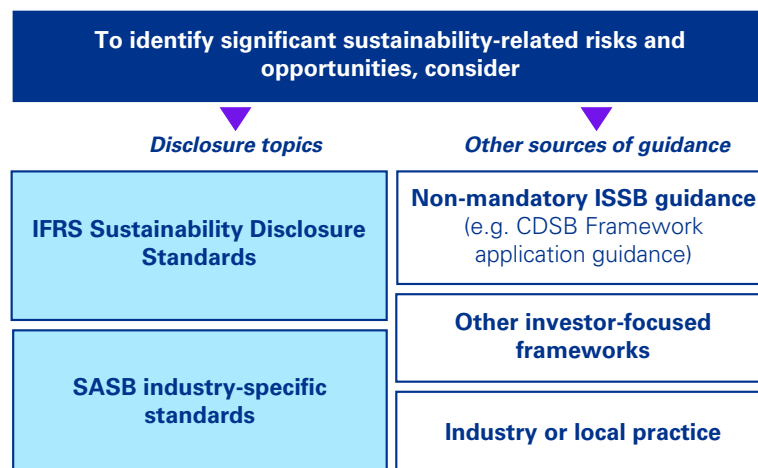 To identify significant sustainability-related risks and
opportunities, consider
Disclosure topics
Other sources of guidance
IFRS Sustainability Disclosure
Standards
SASB industry-specific
standards
Non-mandatory ISSB guidance
(e.g. CDSB Framework
application guidance)
Other investor-focused
frameworks
Industry or local practice